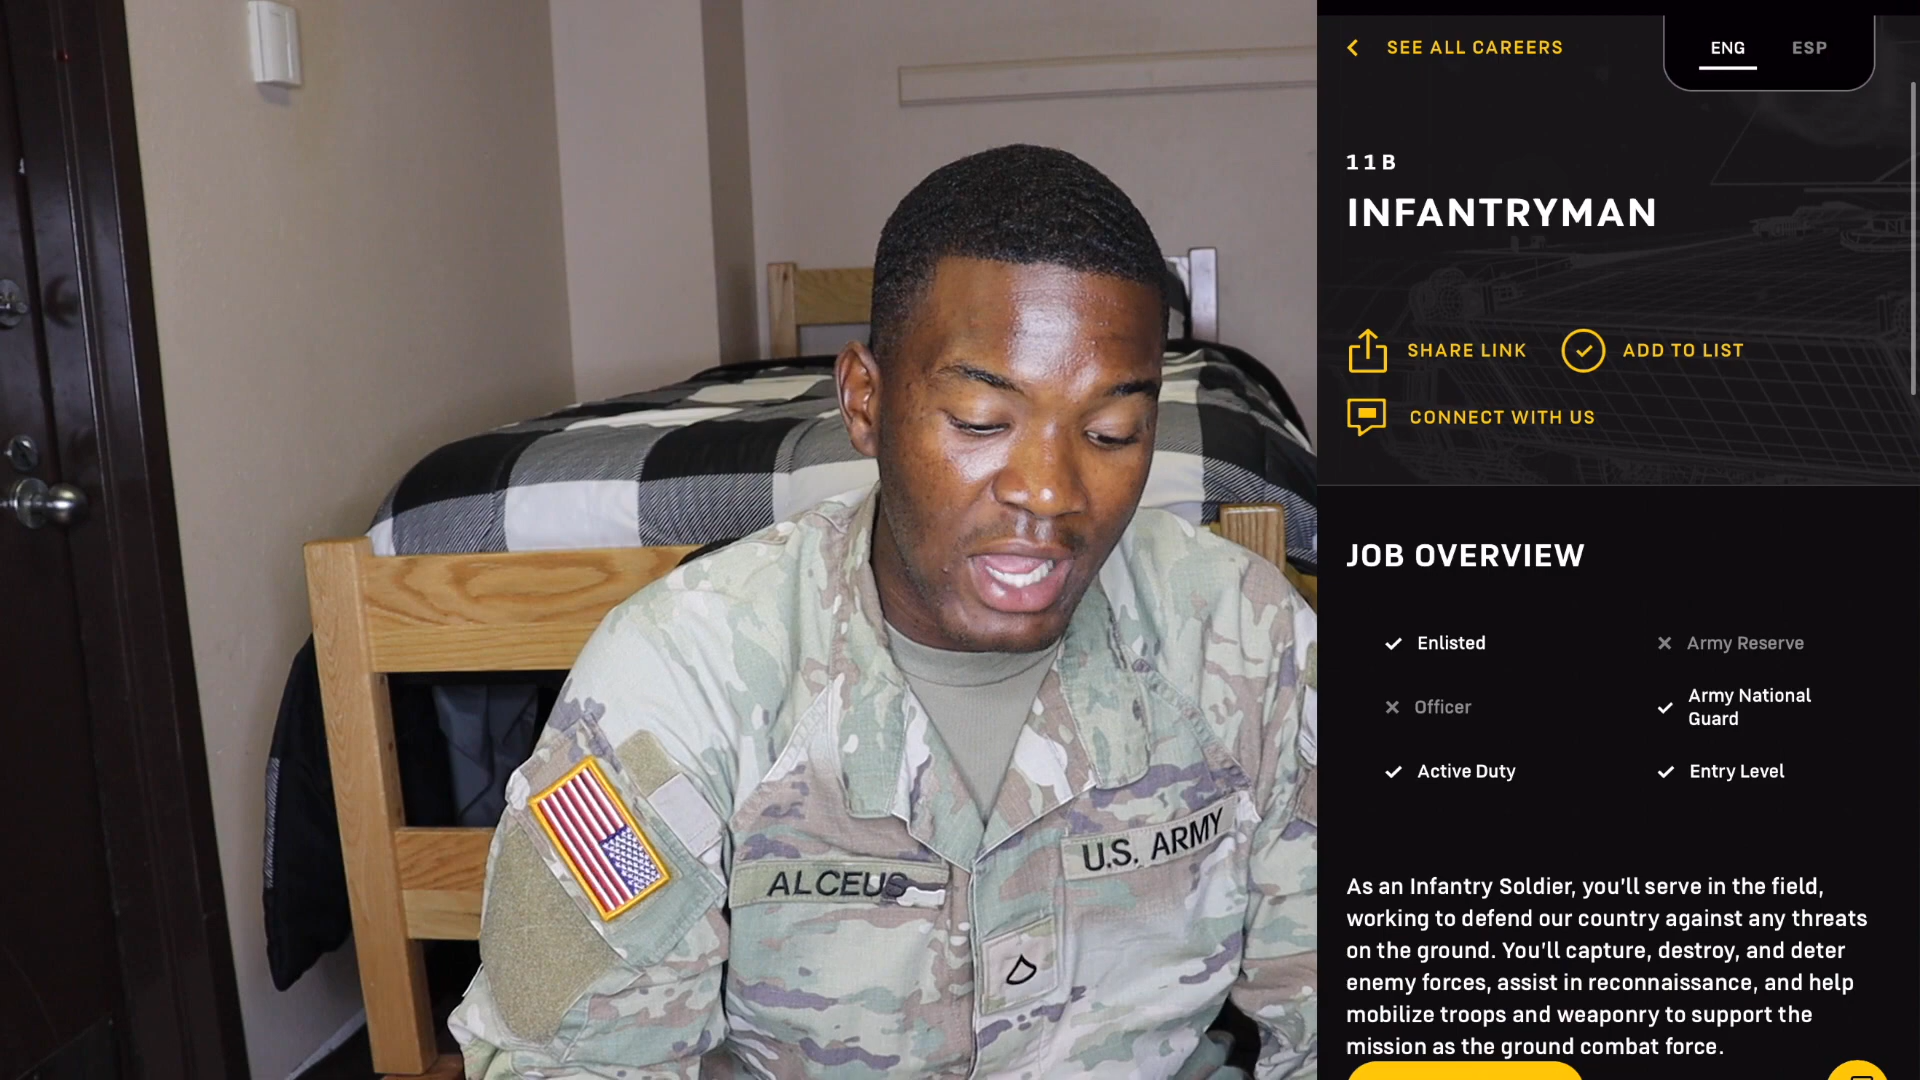 ALCEUS
U.S. ARMY
SEE ALL CAREERS
ENG
ESP
11B
INFANTRYMAN
SHARE LINK
ADD TO LIST
CONNECT WITH US
JOB OVERVIEW
Enlisted
Army Reserve
Officer
Army National
Guard
Active Duty
Entry Level
As an Infantry Soldier, you'll serve in the field,
working to defend our country against any threats
on the ground. You'll capture, destroy, and deter
enemy forces, assist in reconnaissance, and help
mobilize troops and weaponry to support the
mission as the ground combat force.